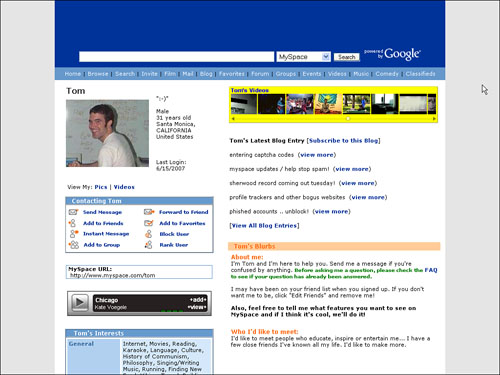 MySpace
Search
powered by Google
Home | Browse | Search | Invite | Film | Mail | Blog | Favorites | Forum | Groups | Events | Videos | Music | Comedy | Classifieds
Tom
":-)"
Male
31 years old
Santa Monica,
CALIFORNIA
United States
Last Login:
6/15/2007
View My: Pics | Videos
Contacting Tom
Send Message
Forward to Friend
Add to Friends
Add to Favorites
Instant Message
Block User
Add to Group
Rank User
MySpace URL:
http://www.myspace.com/tom
Chicago
Kate Voegele
+add+
+view+
Tom's Interests
General
Internet, Movies, Reading,
Karaoke, Language, Culture,
History of Communism,
Philosophy, Singing/Writing
Music, Running, Finding New
Tom's Videos
Tom's Latest Blog Entry [Subscribe to this Blog]
entering captcha codes (view more)
myspace updates / help stop spam! (view more)
sherwood record coming out tuesday! (view more)
profile trackers and other bogus websites (view more)
phished accounts .. unblock! (view more)
[View All Blog Entries]
Tom's Blurbs
About me:
I'm Tom and I'm here to help you. Send me a message if you're
confused by anything. Before asking a question, please check the FAQ
to see if your question has already been answered.
I may have been on your friend list when you signed up. If you don't
want me to be, click "Edit Friends" and remove me!
Also, feel free to tell me what features you want to see on
MySpace and if I think it's cool, we'll do it!
Who I'd like to meet:
I'd like to meet people who educate, inspire or entertain me... I have a
few close friends I've known all my life. I'd like to make more.